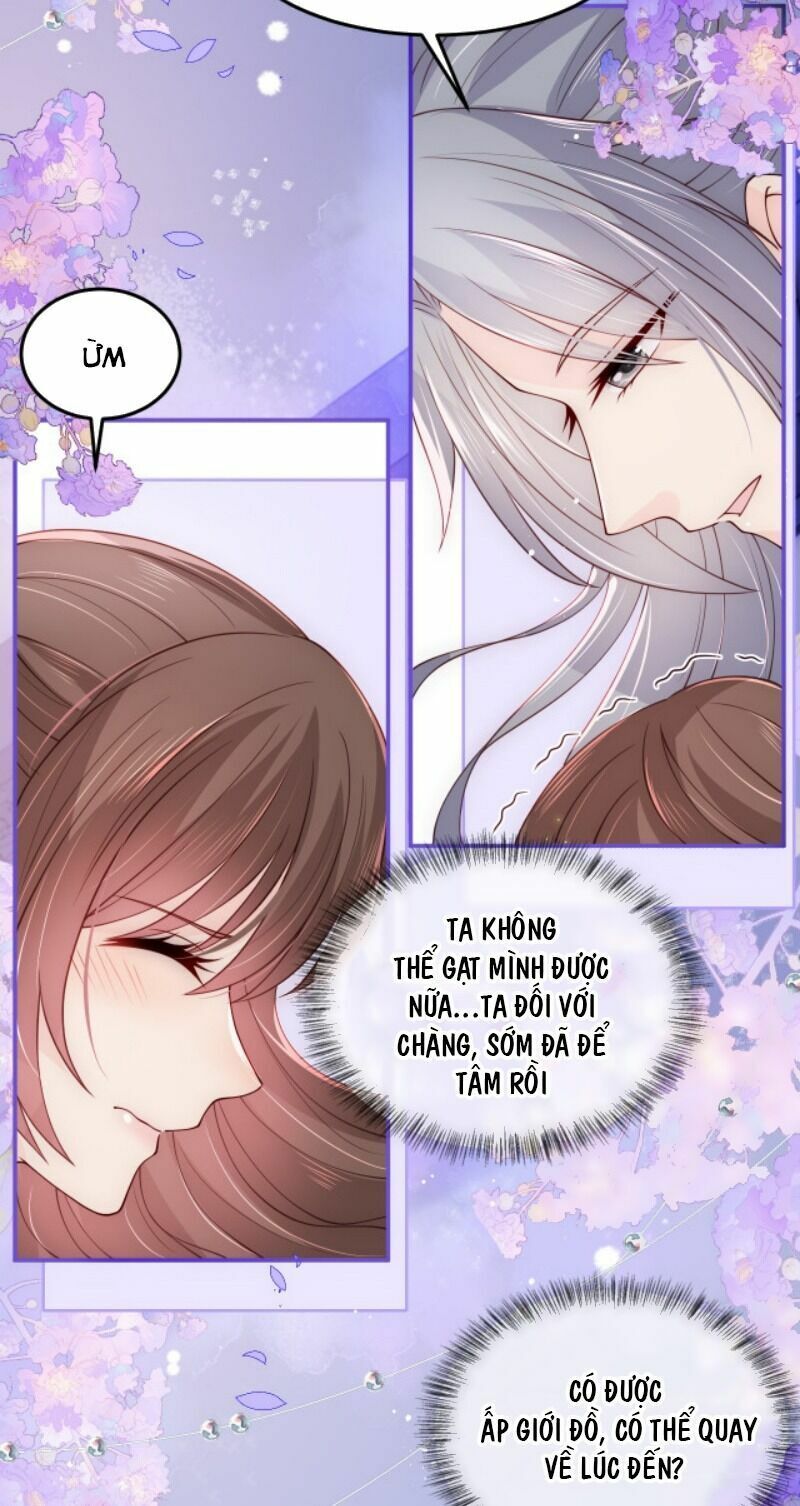 ỪM
TA KHÔNG
THỂ GẠT MÌNH ĐƯỢC
NỮA...TA ĐỐI VỚI
CHÀNG, SỚM ĐÃ ĐỂ
TÂM RỒI
CÓ ĐƯỢC
ẤP GIỚI ĐỒ, CÓ THỂ QUAY
VỀ LÚC ĐẾN?